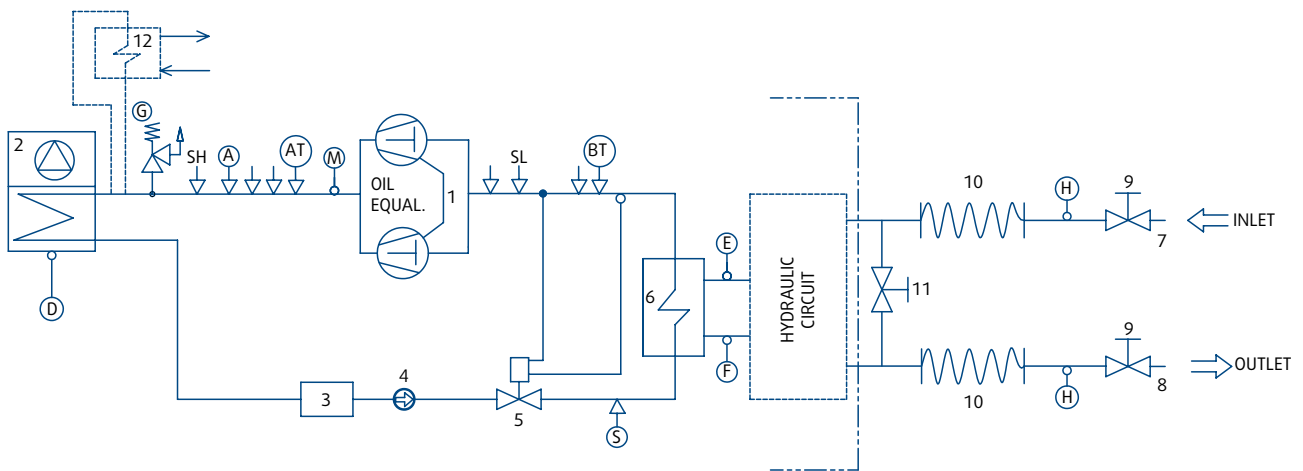 12
G
2
SH
A
AT
M
OIL
EQUAL.
1
SL
BT
D
3
4
5
S
6
E
F
HYDRAULIC
CIRCUIT
10
H
9
7
INLET
11
10
H
9
8
OUTLET